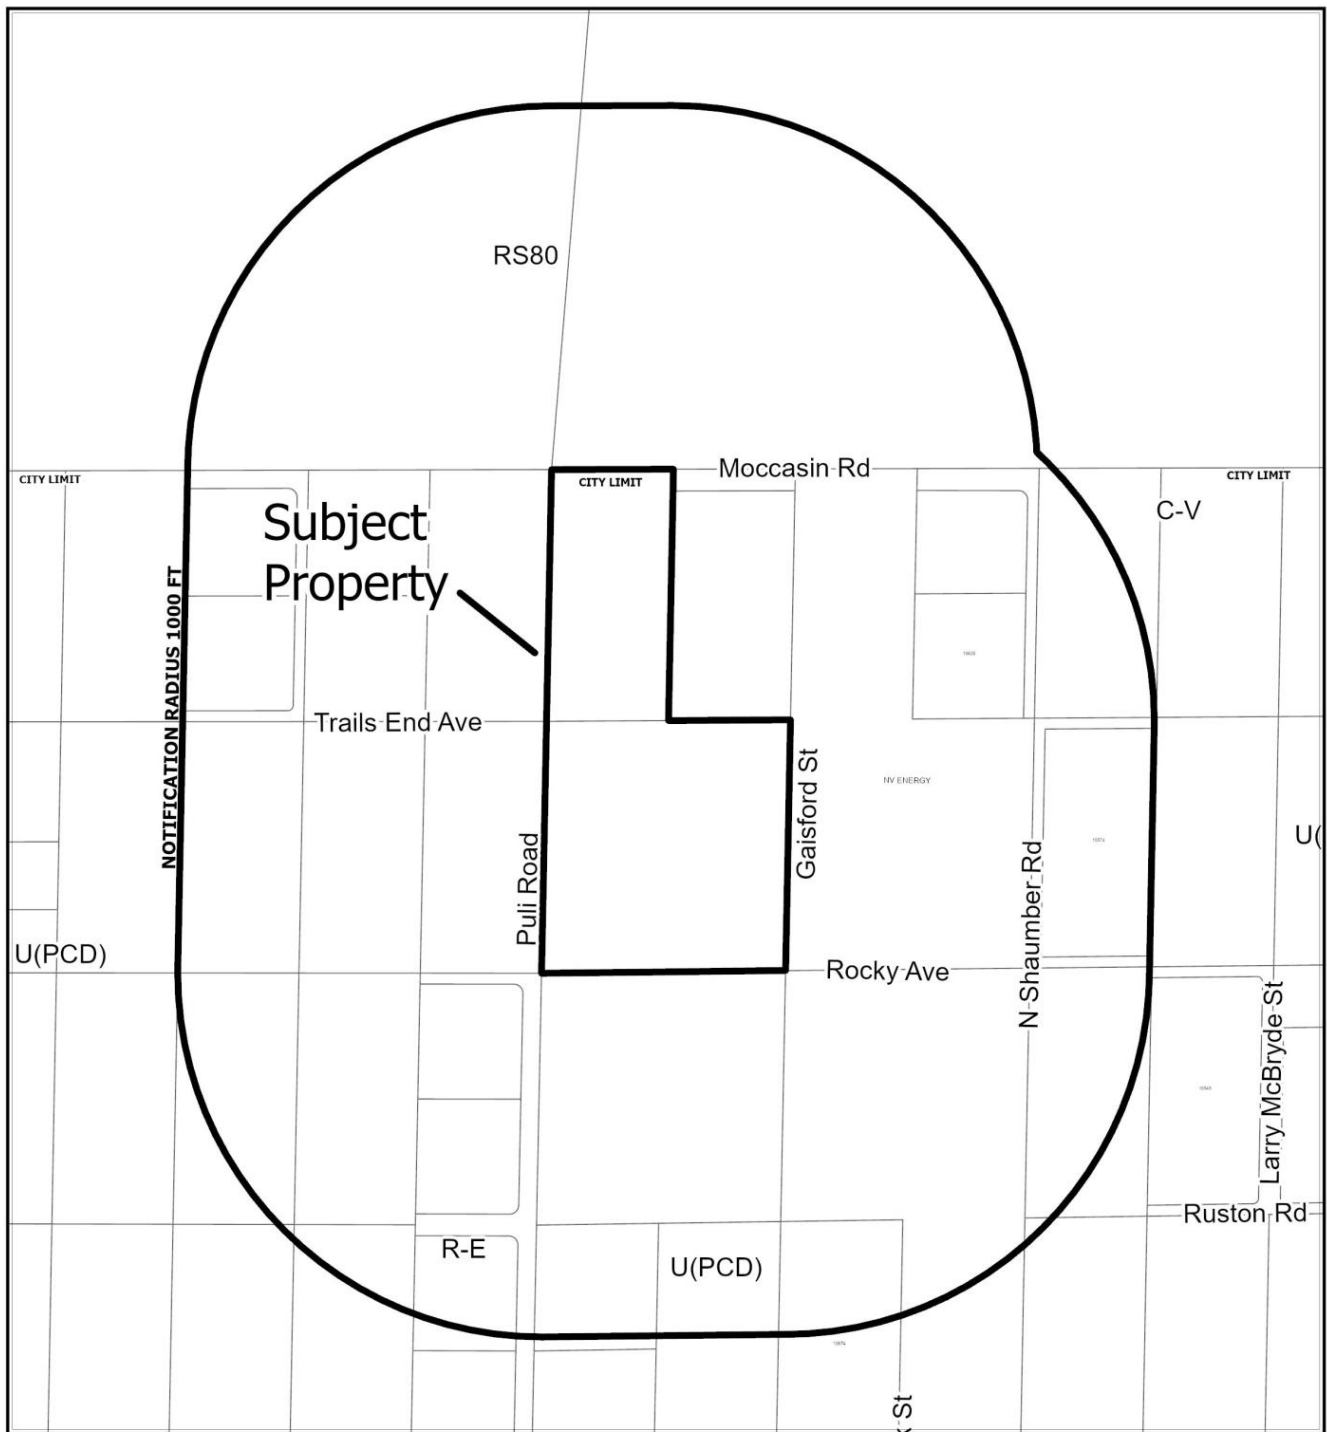 RS80
Moccasin Rd
CITY LIMIT
CITY LIMIT
CITY LIMIT
C-V
Subject
Property
NOTIFICATION RADIUS 1000 FT
Trails End Ave
Gaisford St
NV ENERGY
Puli Road
N Shaumber Rd
U(
U(PCD)
Rocky Ave
Larry McBryde St
Ruston Rd
R-E
U(PCD)
St